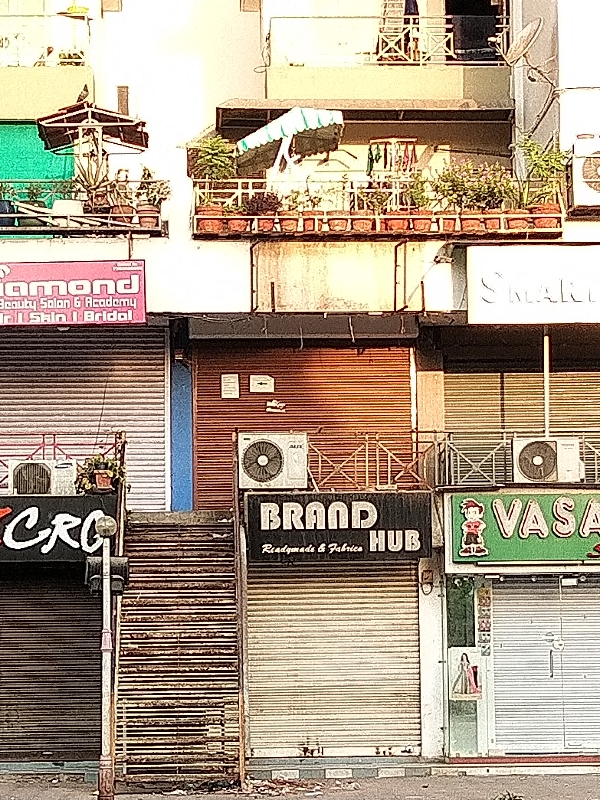 iamond
Beauty Salon & Academy
ir | Skin | Bridal
SMART
CRO
BRAND
Readymade & Fabrics HUB
VASA